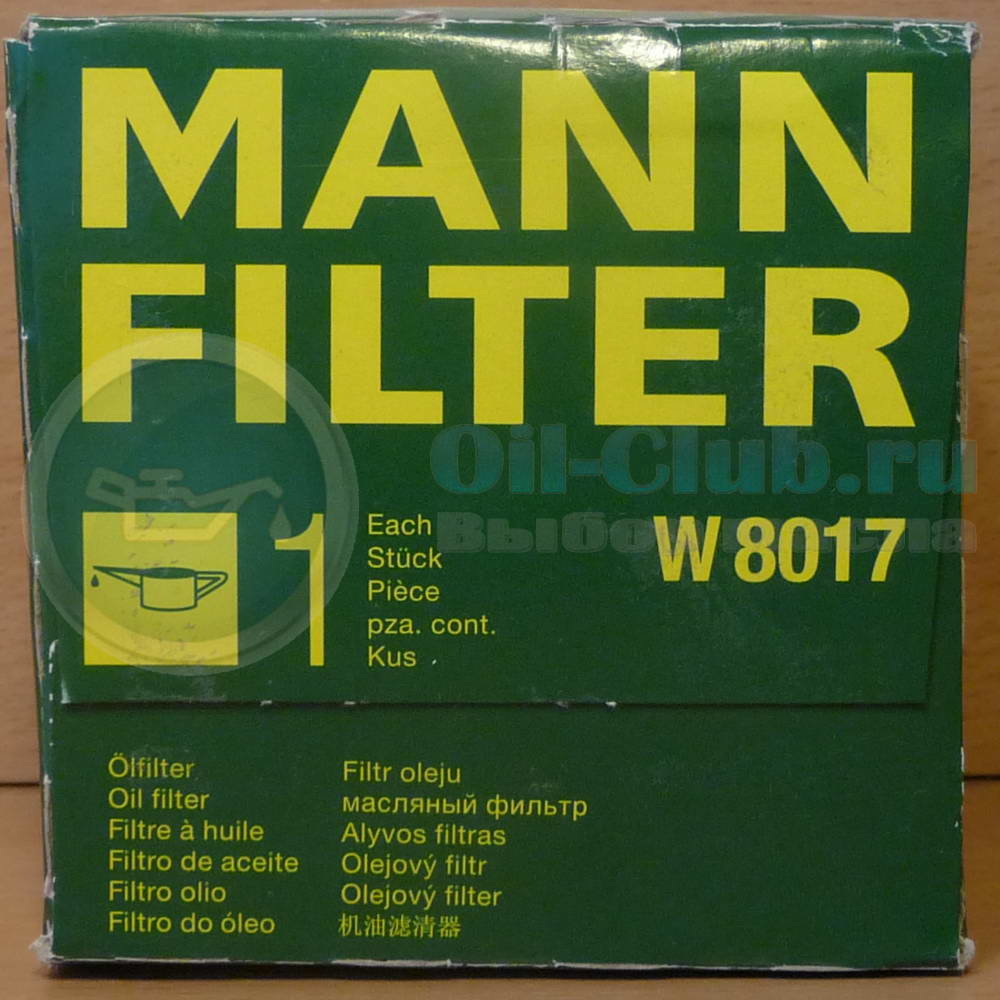 MANN
FILTER
Oil-Club.ru
Выбор масла
1
Each
Stück
Pièce
pza. cont.
Kus
W 8017
Ölfilter
Oil filter
Filtre à huile
Filtro de aceite
Filtro olio
Filtro do óleo
Filtr oleju
масляный фильтр
Alyvos filtras
Olejový filtr
Olejový filter
机油滤清器